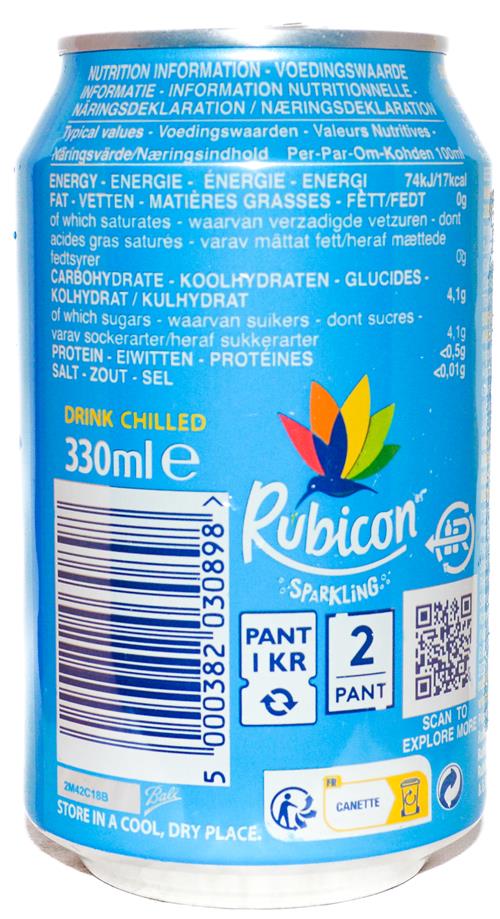 NUTRITION INFORMATION - VOEDINGSWAARDE
INFORMATIE - INFORMATION NUTRITIONNELLE -
NÄRINGSDEKLARATION / NÆRINGSDEKLARATION
Typical values - Voedingswaarden - Valeurs Nutritives -
Näringsvärde/Næringsindhold Per-Par-Om-Kohden 100ml
ENERGY - ENERGIE - ÉNERGIE - ENERGI 74kJ/17kcal
FAT - VETTEN - MATIÈRES GRASSES - FETT/FEDT 0g
of which saturates - waarvan verzadigde vetzuren - dont
acides gras saturés - varav mättat fett/heraf mættede
fedtsyrer 0g
CARBOHYDRATE - KOOLHYDRATEN - GLUCIDES -
KOLHYDRAT / KULHYDRAT 4,1g
of which sugars - waarvan suikers - dont sucres -
varav sockerarter/heraf sukkerarter 4,1g
PROTEIN - EIWITTEN - PROTÉINES <0,5g
SALT - ZOUT - SEL <0,01g
DRINK CHILLED
330ml e
Rubicon
SPARKLING
5 000382 030898 >
PANT
1 KR
2
PANT
SCAN TO
EXPLORE MORE
2M42C18B
Ball
FR
CANETTE
STORE IN A COOL, DRY PLACE.